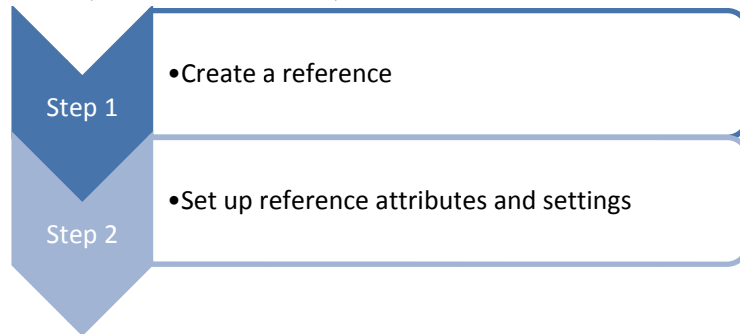 Step 1
•Create a reference
Step 2
•Set up reference attributes and settings